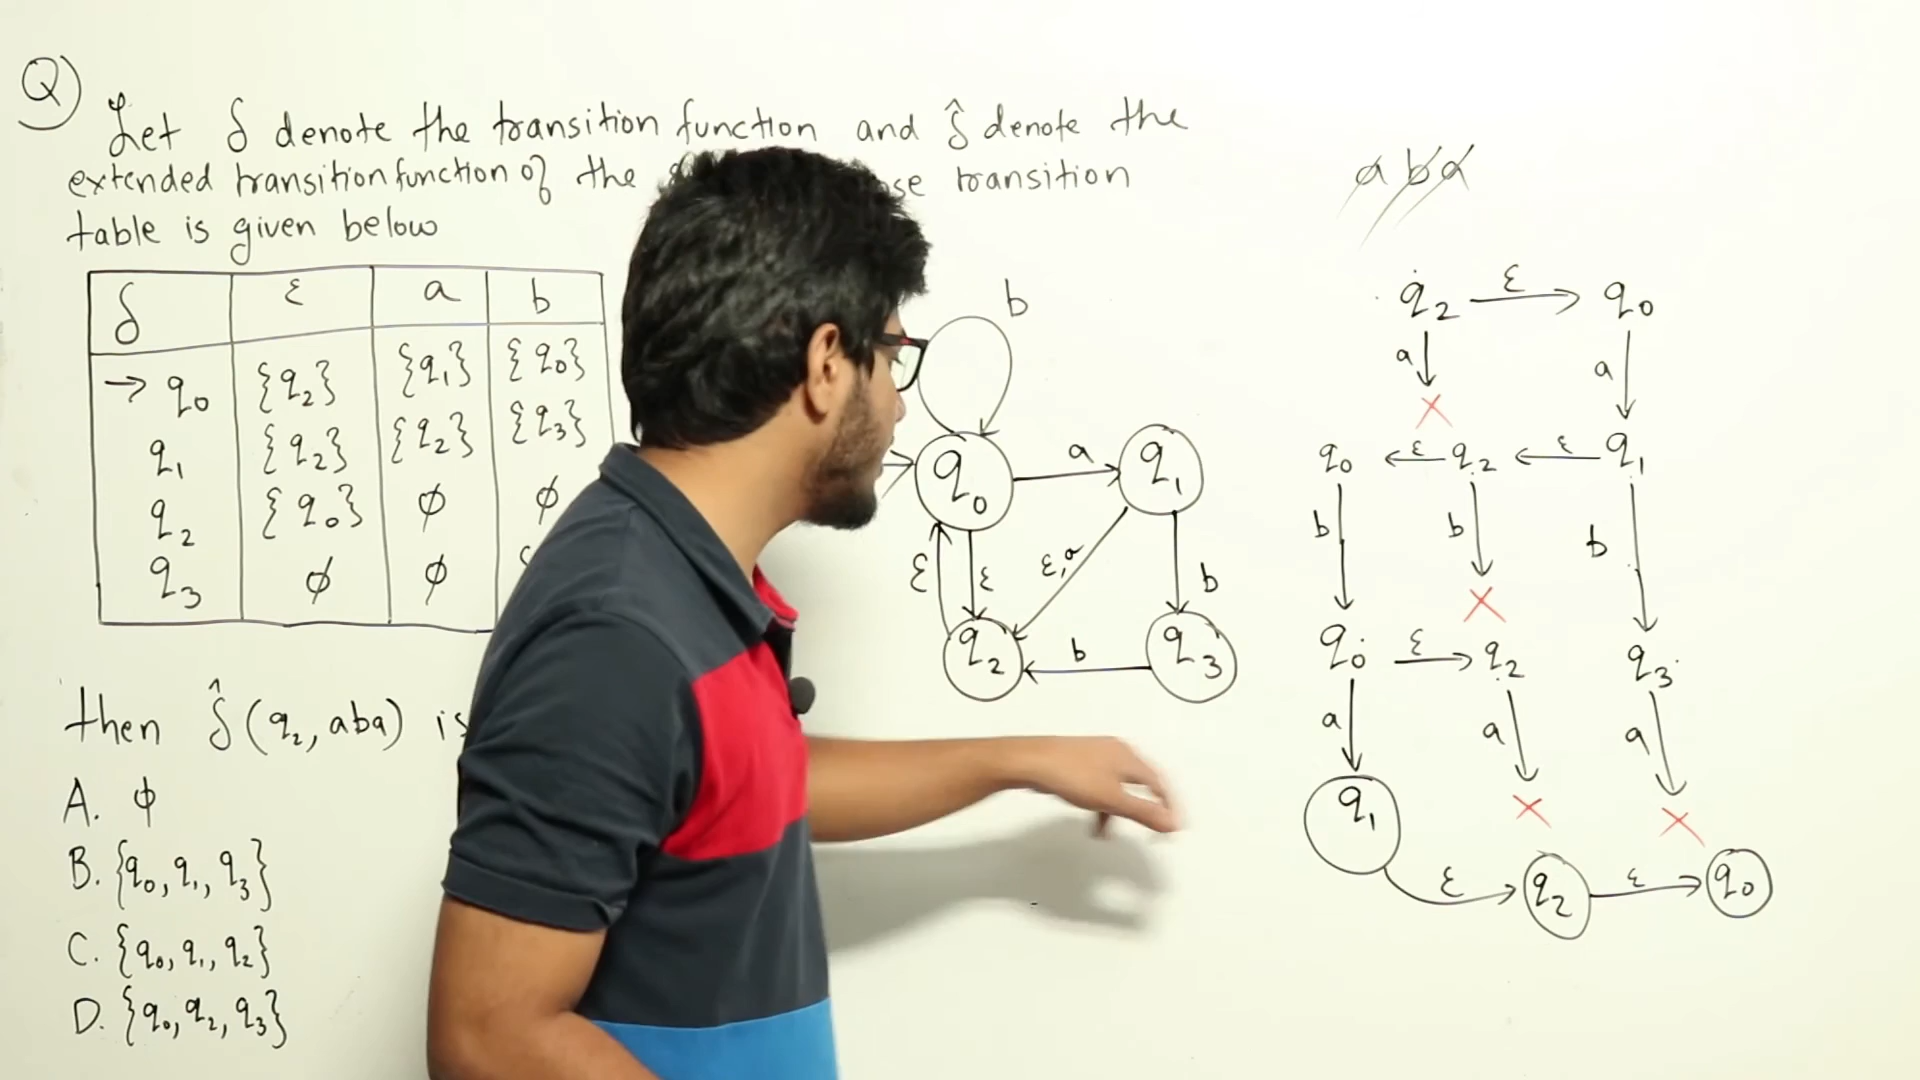 Q)
Let δ denote the transition function and δ̂ denote the
extended transition function of the se transition
table is given below
δ ε a b
→ q₀ {q₂} {q₁} {q₀}
q₁ {q₂} {q₂} {q₃}
q₂ {q₀} ϕ ϕ
q₃ ϕ ϕ
then δ̂ (q₂, aba) is
A. ϕ
B. {q₀, q₁, q₃}
C. {q₀, q₁, q₂}
D. {q₀, q₂, q₃}
b
q₀ a q₁
ε ε ε,a b
q₂ b q₃
aba
q₂ ε q₀
a a
q₀ ε q₂ ε q₁
b b b
q₀ ε q₂ q₃
a a a
q₁
ε q₂ ε q₀